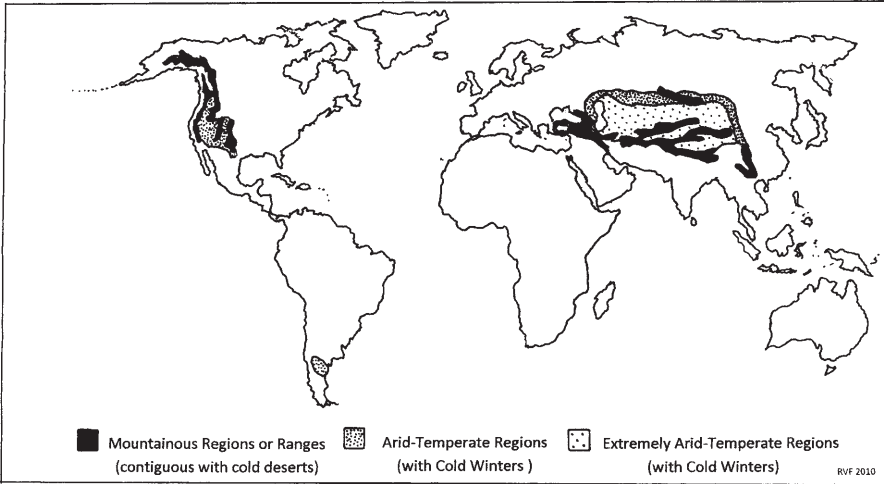 Mountainous Regions or Ranges
(contiguous with cold deserts)
Arid-Temperate Regions
(with Cold Winters )
Extremely Arid-Temperate Regions
(with Cold Winters)
RVF 2010